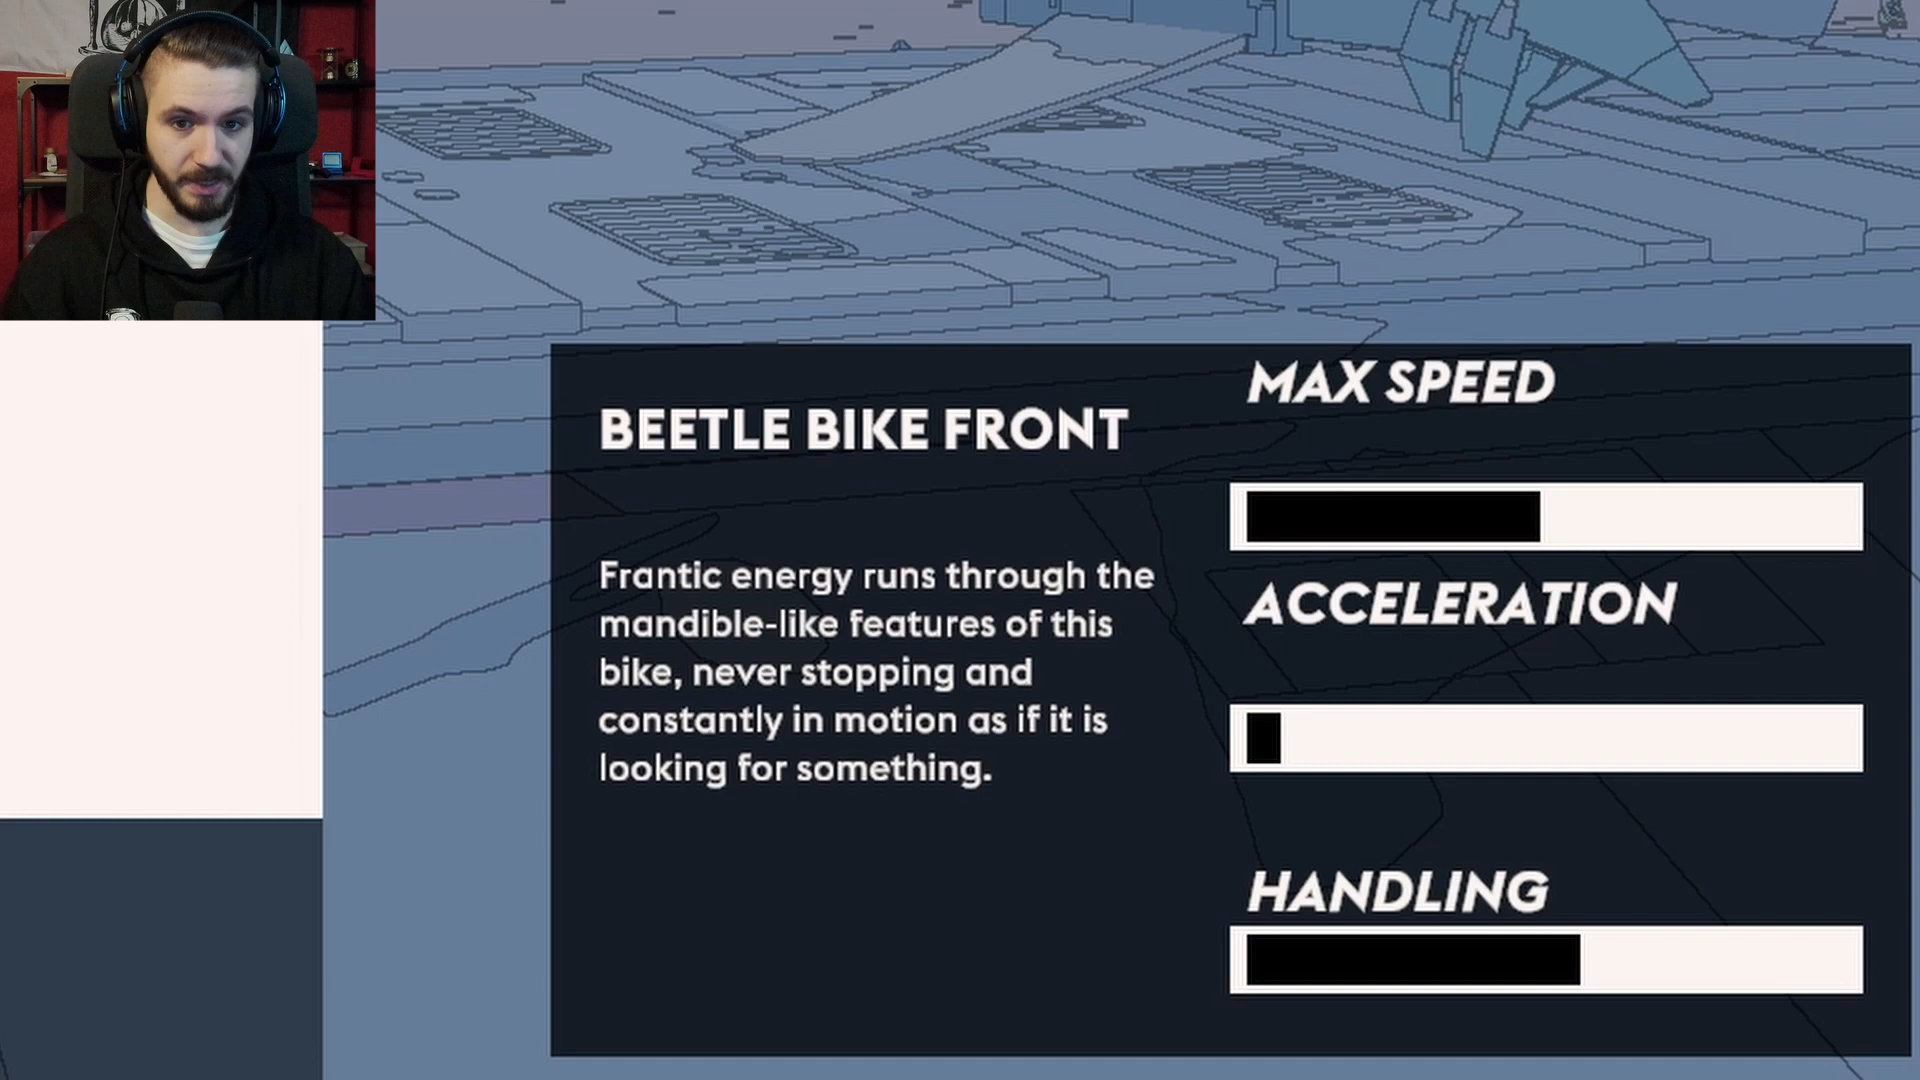 BEETLE BIKE FRONT
Frantic energy runs through the
mandible-like features of this
bike, never stopping and
constantly in motion as if it is
looking for something.
MAX SPEED
ACCELERATION
HANDLING